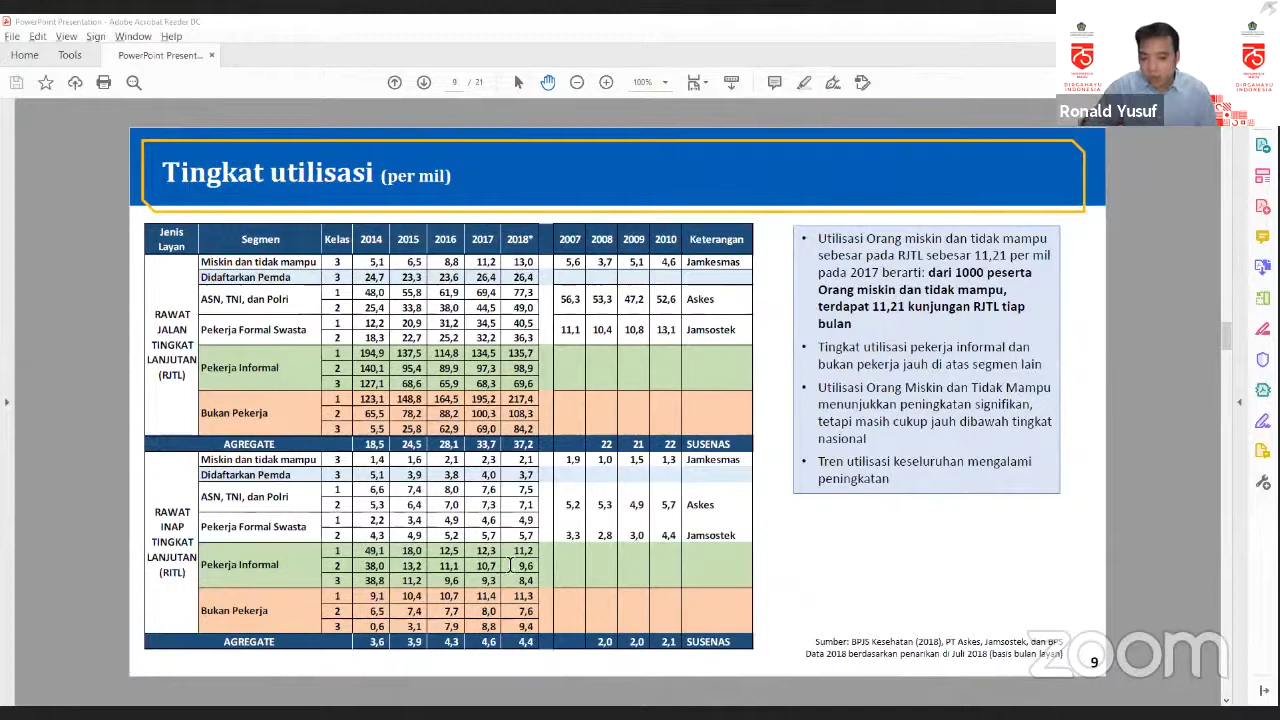 PowerPoint Presentation - Adobe Acrobat Reader DC
File Edit View Sign Window Help
Home Tools PowerPoint Present... ×
9 / 21 100%
DIRGAHAYU INDONESIA DIRGAHAYU INDONESIA
Ronald Yusuf
Tingkat utilisasi (per mil)
Jenis Layan Segmen Kelas 2014 2015 2016 2017 2018* 2007 2008 2009 2010 Keterangan
RAWAT JALAN TINGKAT LANJUTAN (RJTL)
Miskin dan tidak mampu 3 5,1 6,5 8,8 11,2 13,0 5,6 3,7 5,1 4,6 Jamkesmas
Didaftarkan Pemda 3 24,7 23,3 23,6 26,4 26,4
ASN, TNI, dan Polri 1 48,0 55,8 61,9 69,4 77,3 56,3 53,3 47,2 52,6 Askes
2 25,4 33,8 38,0 44,5 49,0
Pekerja Formal Swasta 1 12,2 20,9 31,2 34,5 40,5 11,1 10,4 10,8 13,1 Jamsostek
2 18,3 22,7 25,2 32,2 36,3
Pekerja Informal 1 194,9 137,5 114,8 134,5 135,7
2 140,1 95,4 89,9 97,3 98,9
3 127,1 68,6 65,9 68,3 69,6
Bukan Pekerja 1 123,1 148,8 164,5 195,2 217,4
2 65,5 78,2 88,2 100,3 108,3
3 5,5 25,8 62,9 69,0 84,2
AGREGATE 18,5 24,5 28,1 33,7 37,2 22 21 22 SUSENAS
RAWAT INAP TINGKAT LANJUTAN (RITL)
Miskin dan tidak mampu 3 1,4 1,6 2,1 2,3 2,1 1,9 1,0 1,5 1,3 Jamkesmas
Didaftarkan Pemda 3 5,1 3,9 3,8 4,0 3,7
ASN, TNI, dan Polri 1 6,6 7,4 8,0 7,6 7,5
2 5,3 6,4 7,0 7,3 7,1 5,2 5,3 4,9 5,7 Askes
Pekerja Formal Swasta 1 2,2 3,4 4,9 4,6 4,9
2 4,3 4,9 5,2 5,7 5,7 3,3 2,8 3,0 4,4 Jamsostek
Pekerja Informal 1 49,1 18,0 12,5 12,3 11,2
2 38,0 13,2 11,1 10,7 9,6
3 38,8 11,2 9,6 9,3 8,4
Bukan Pekerja 1 9,1 10,4 10,7 11,4 11,3
2 6,5 7,4 7,7 8,0 7,6
3 0,6 3,1 7,9 8,8 9,4
AGREGATE 3,6 3,9 4,3 4,6 4,4 2,0 2,0 2,1 SUSENAS
• Utilisasi Orang miskin dan tidak mampu
sebesar pada RJTL sebesar 11,21 per mil
pada 2017 berarti: dari 1000 peserta
Orang miskin dan tidak mampu,
terdapat 11,21 kunjungan RJTL tiap
bulan
• Tingkat utilisasi pekerja informal dan
bukan pekerja jauh di atas segmen lain
• Utilisasi Orang Miskin dan Tidak Mampu
menunjukkan peningkatan signifikan,
tetapi masih cukup jauh dibawah tingkat
nasional
• Tren utilisasi keseluruhan mengalami
peningkatan
Sumber: BPJS Kesehatan (2018), PT Askes, Jamsostek, dan BPS
Data 2018 berdasarkan penarikan di Juli 2018 (basis bulan layan)
zoom
9